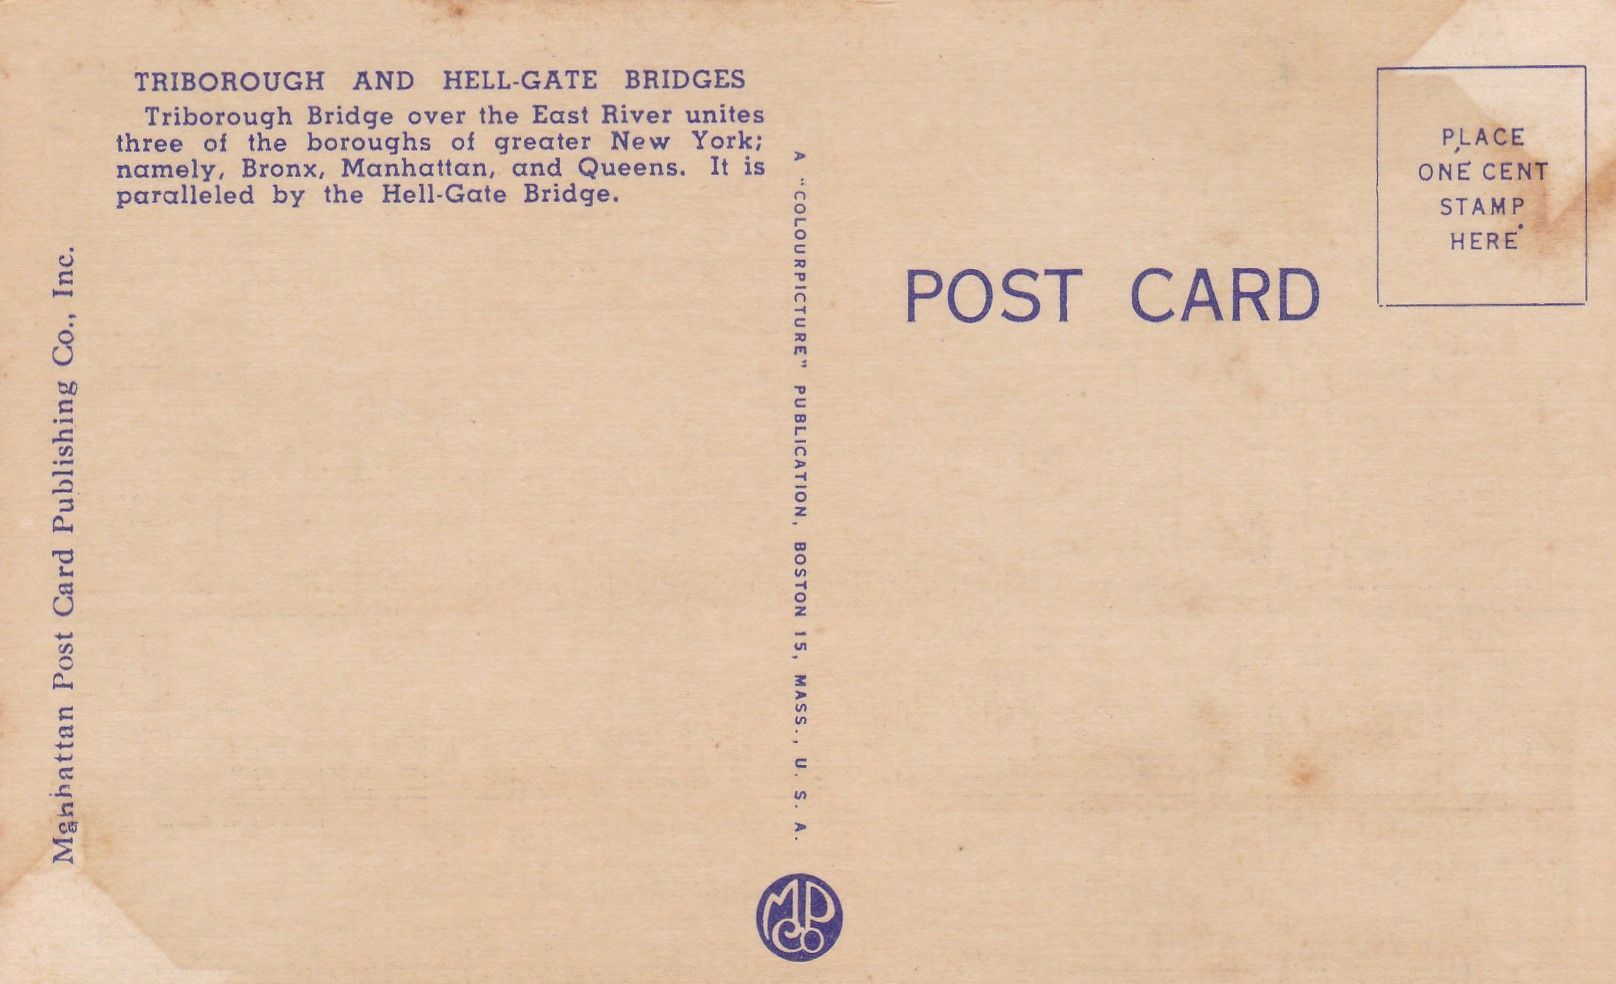 TRIBOROUGH AND HELL-GATE BRIDGES
Triborough Bridge over the East River unites
three of the boroughs of greater New York;
namely, Bronx, Manhattan, and Queens. It is
paralleled by the Hell-Gate Bridge.
Manhattan Post Card Publishing Co., Inc.
A "COLOURPICTURE" PUBLICATION, BOSTON 15, MASS., U. S. A.
MPCo
POST CARD
PLACE
ONE CENT
STAMP
HERE